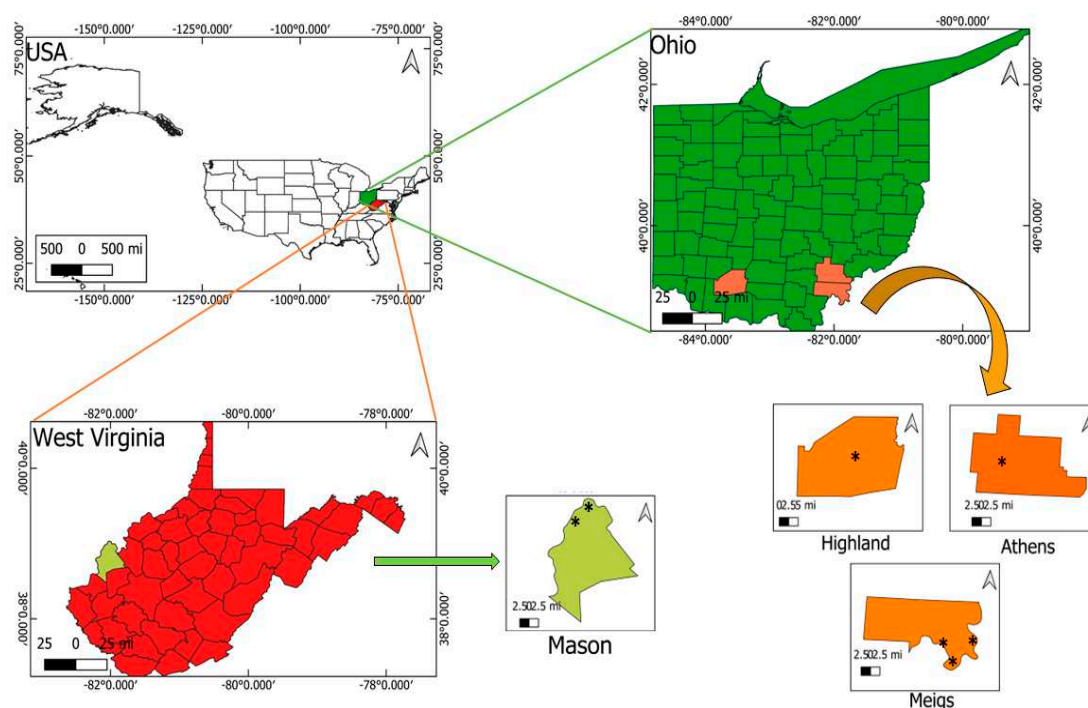 -150°0.000' -125°0.000' -100°0.000' -75°0.000'
USA
75°0.000'
50°0.000'
25°0.000'
75°0.000'
50°0.000'
25°0.000'
500 0 500 mi
-150°0.000' -125°0.000' -100°0.000' -75°0.000'
-84°0.000' -82°0.000' -80°0.000'
Ohio
42°0.000'
40°0.000'
42°0.000'
40°0.000'
25 0 25 mi
-84°0.000' -82°0.000' -80°0.000'
-82°0.000' -80°0.000' -78°0.000'
West Virginia
40°0.000'
38°0.000'
40°0.000'
38°0.000'
25 0 25 mi
-82°0.000' -80°0.000' -78°0.000'
2.502.5 mi
Mason
02.55 mi
Highland
2.502.5 mi
Athens
2.502.5 mi
Meigs